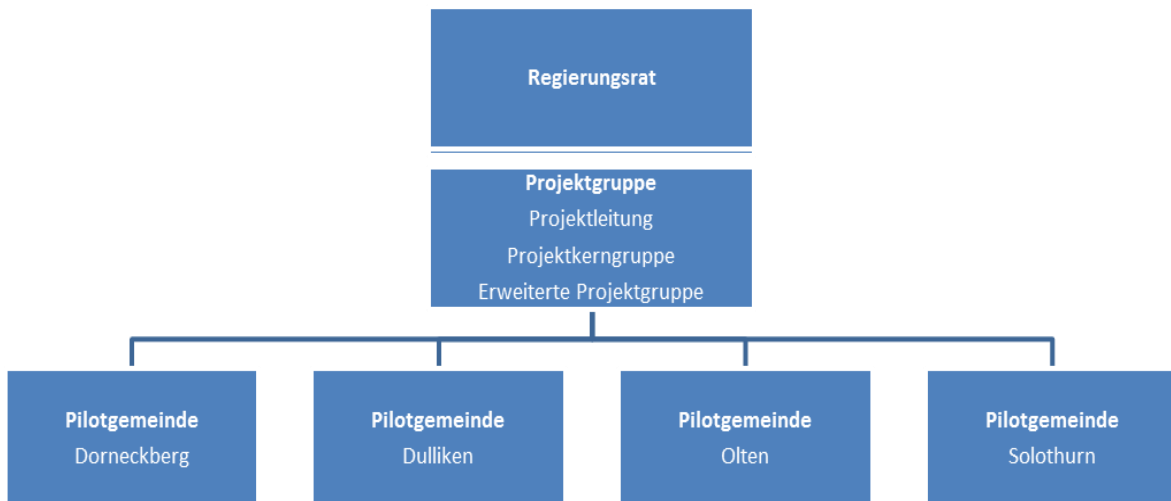 Regierungsrat
Projektgruppe
Projektleitung
Projektkerngruppe
Erweiterte Projektgruppe
Pilotgemeinde
Dorneckberg
Pilotgemeinde
Dulliken
Pilotgemeinde
Olten
Pilotgemeinde
Solothurn